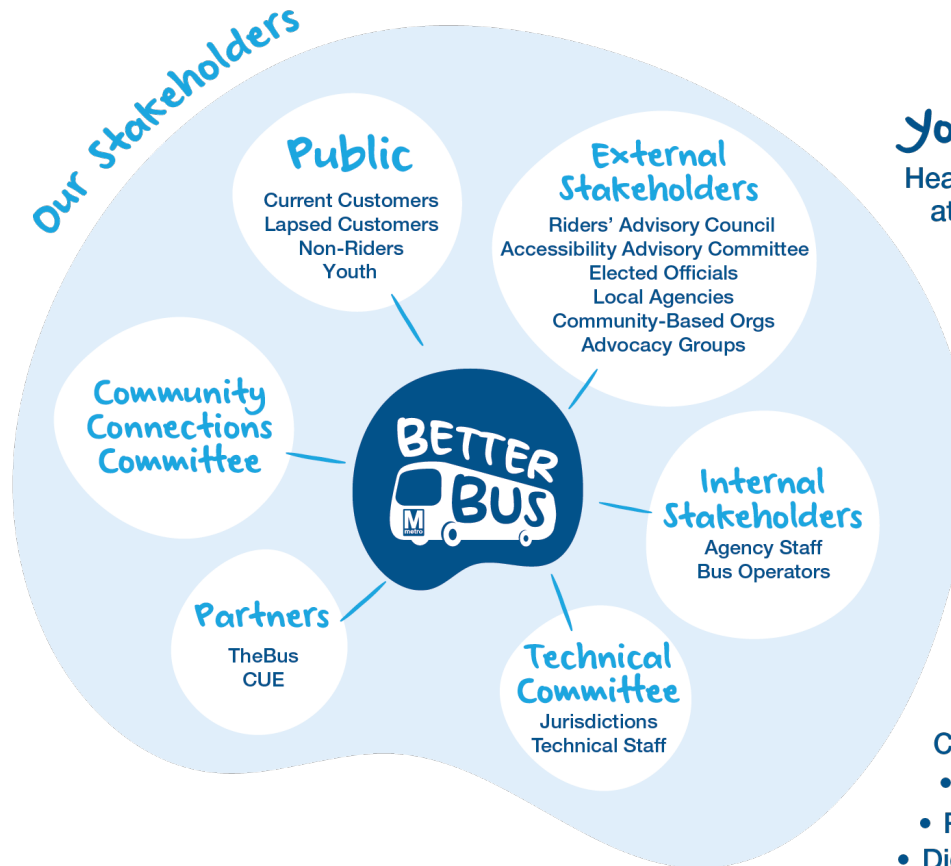 Our Stakeholders
Public
Current Customers
Lapsed Customers
Non-Riders
Youth
External
Stakeholders
Riders' Advisory Council
Accessibility Advisory Committee
Elected Officials
Local Agencies
Community-Based Orgs
Advocacy Groups
Community
Connections
Committee
BETTER
BUS
M
metro
Internal
Stakeholders
Agency Staff
Bus Operators
Partners
TheBus
CUE
Technical
Committee
Jurisdictions
Technical Staff